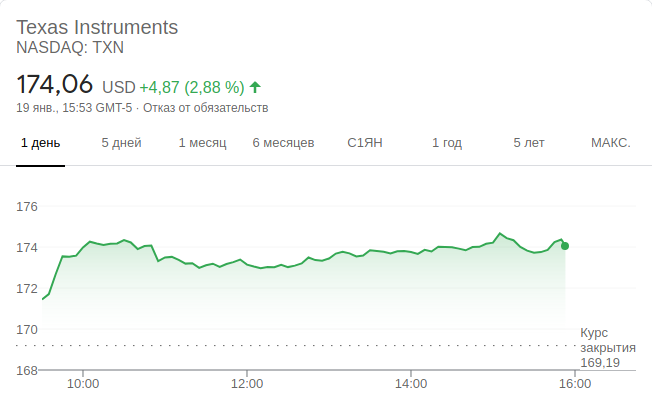 Texas Instruments
NASDAQ: TXN
174,06 USD +4,87 (2,88 %)
19 янв., 15:53 GMT-5 · Отказ от обязательств
1 день 5 дней 1 месяц 6 месяцев С1ЯН 1 год 5 лет МАКС.
176
174
172
170
Курс
закрытия
169,19
168
10:00 12:00 14:00 16:00